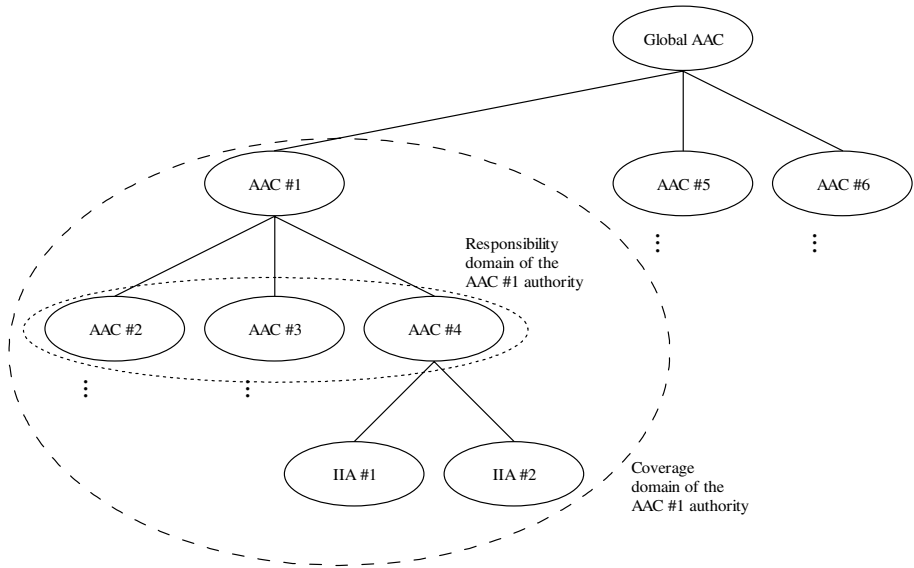 Global AAC
AAC #1
AAC #5
AAC #6
Responsibility
domain of the
AAC #1 authority
AAC #2
AAC #3
AAC #4
IIA #1
IIA #2
Coverage
domain of the
AAC #1 authority